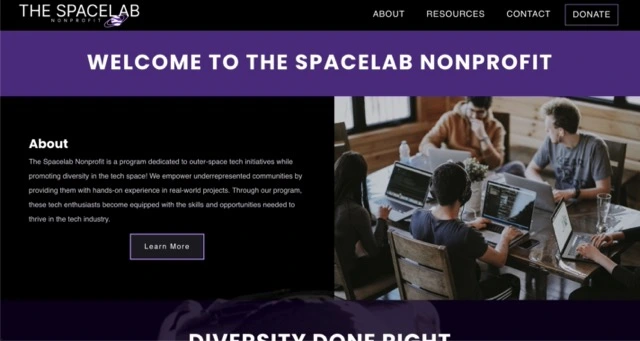 THE SPACELAB
NONPROFIT
ABOUT RESOURCES CONTACT DONATE
WELCOME TO THE SPACELAB NONPROFIT
About
The Spacelab Nonprofit is a program dedicated to outer-space tech initiatives while
promoting diversity in the tech space! We empower underrepresented communities by
providing them with hands-on experience in real-world projects. Through our program,
these tech enthusiasts become equipped with the skills and opportunities needed to
thrive in the tech industry.
Learn More
DIVERSITY DONE RIGHT